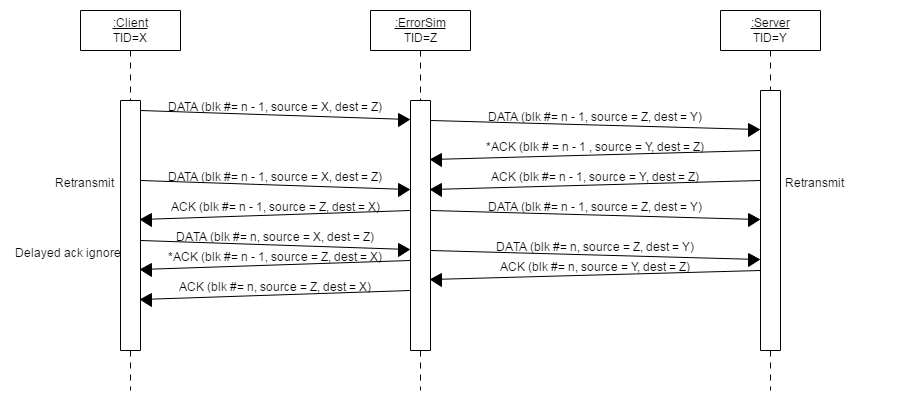 :Client
TID=X
:ErrorSim
TID=Z
:Server
TID=Y
DATA (blk #= n - 1, source = X, dest = Z)
DATA (blk #= n - 1, source = Z, dest = Y)
*ACK (blk # = n - 1 , source = Y, dest = Z)
Retransmit
DATA (blk #= n - 1, source = X, dest = Z)
ACK (blk #= n - 1, source = Y, dest = Z)
Retransmit
ACK (blk #= n - 1, source = Z, dest = X)
DATA (blk #= n - 1, source = Z, dest = Y)
DATA (blk #= n, source = X, dest = Z)
DATA (blk #= n, source = Z, dest = Y)
Delayed ack ignore
*ACK (blk #= n - 1, source = Z, dest = X)
ACK (blk #= n, source = Y, dest = Z)
ACK (blk #= n, source = Z, dest = X)